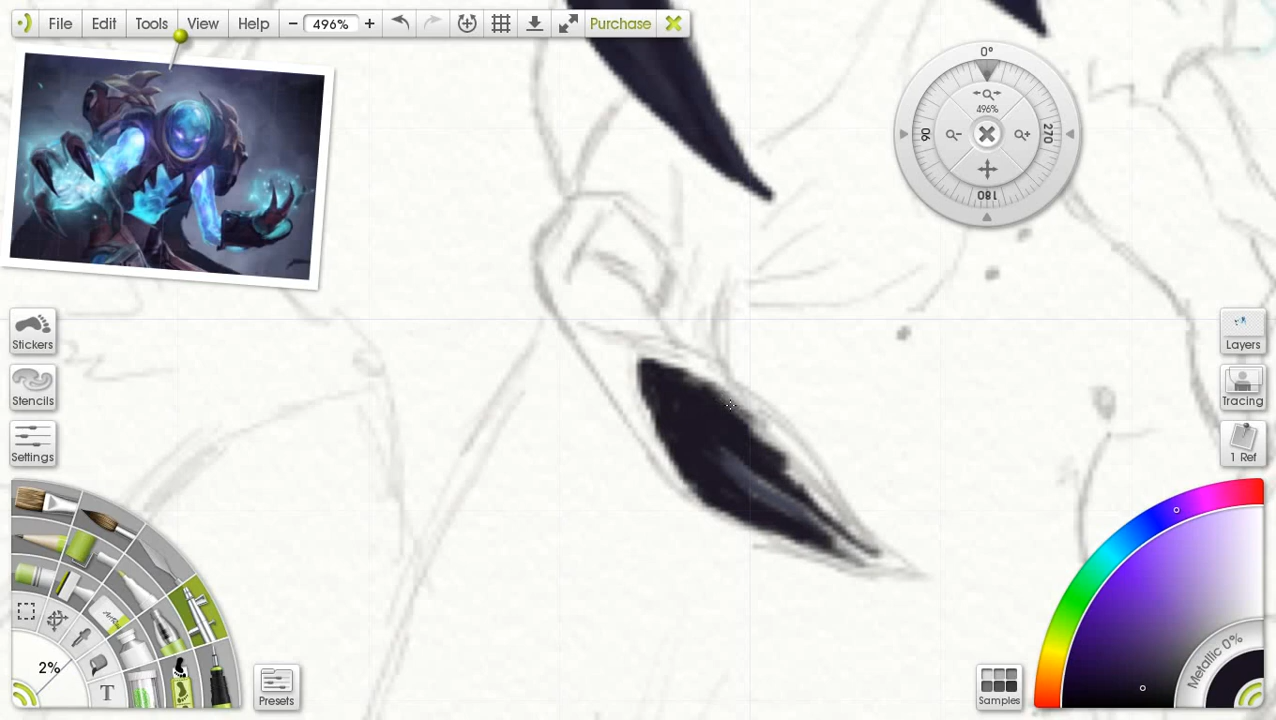 File Edit Tools View Help − 496% + Purchase
0°
496%
90
270
180
Stickers
Stencils
Settings
Layers
Tracing
1 Ref
2%
T
Presets
Samples
Metallic 0%